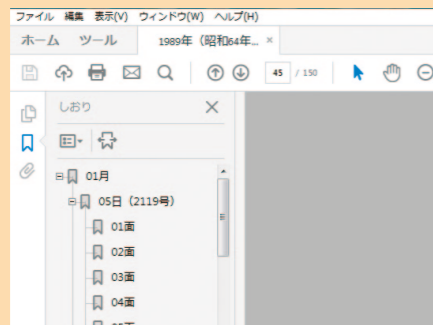 ファイル 編集 表示(V) ウィンドウ(W) ヘルプ(H)
ホーム ツール 1989年（昭和64年... ×
45 / 150
しおり
01月
05日（2119号）
01面
02面
03面
04面